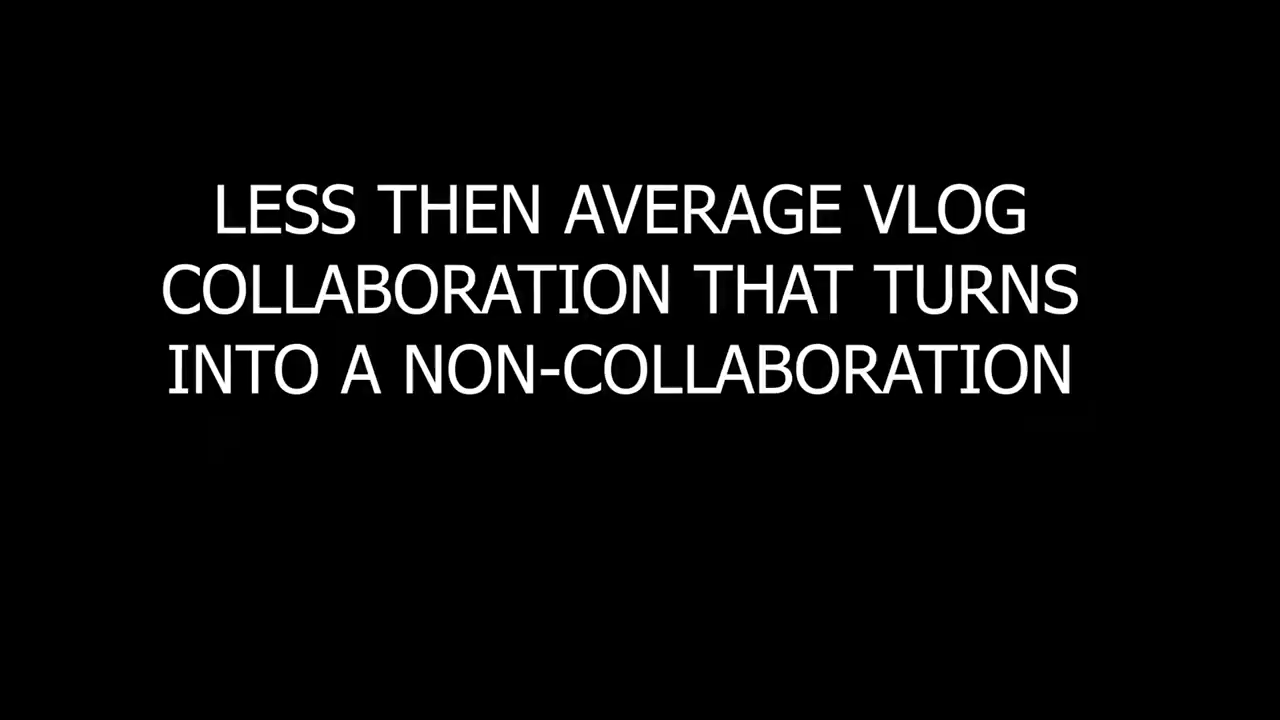 LESS THEN AVERAGE VLOG
COLLABORATION THAT TURNS
INTO A NON-COLLABORATION